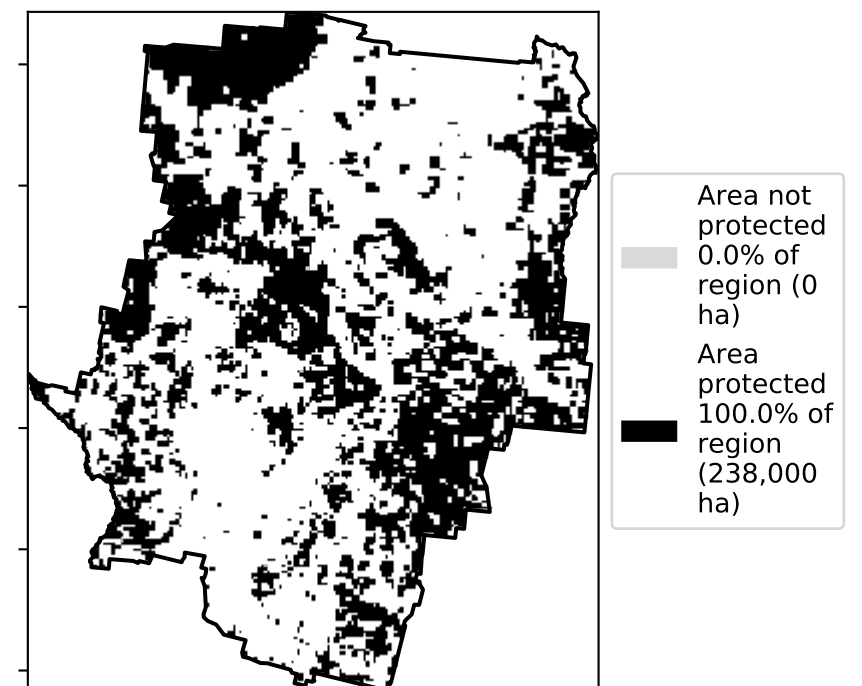 Area not
protected
0.0% of
region (0
ha)
Area
protected
100.0% of
region
(238,000
ha)